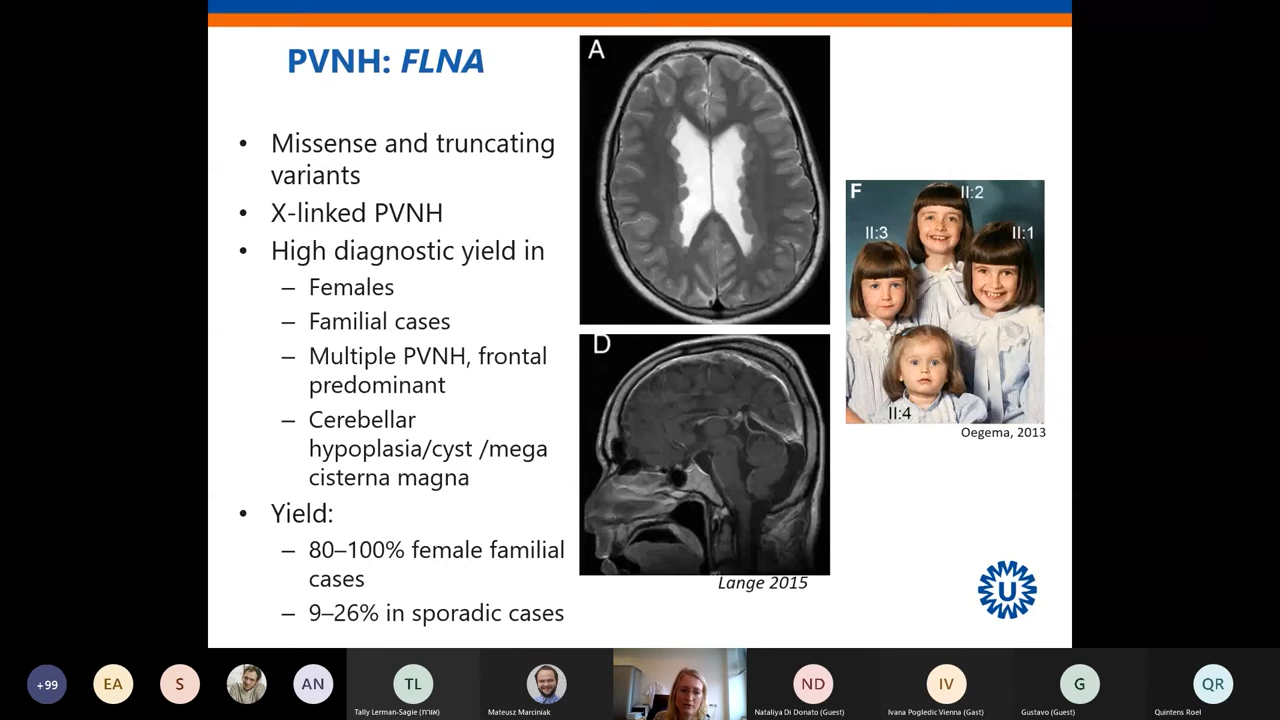 PVNH: FLNA
• Missense and truncating
variants
• X-linked PVNH
• High diagnostic yield in
– Females
– Familial cases
– Multiple PVNH, frontal
predominant
– Cerebellar
hypoplasia/cyst /mega
cisterna magna
• Yield:
– 80–100% female familial
cases
– 9–26% in sporadic cases
A
D
Lange 2015
F
II:2
II:3
II:1
II:4
Oegema, 2013
U
+99
EA
S
AN
TL
Tally Lerman-Sagie (אורח)
Mateusz Marciniak
ND
Nataliya Di Donato (Guest)
IV
Ivana Pogledic Vienna (Gast)
G
Gustavo (Guest)
QR
Quintens Roel